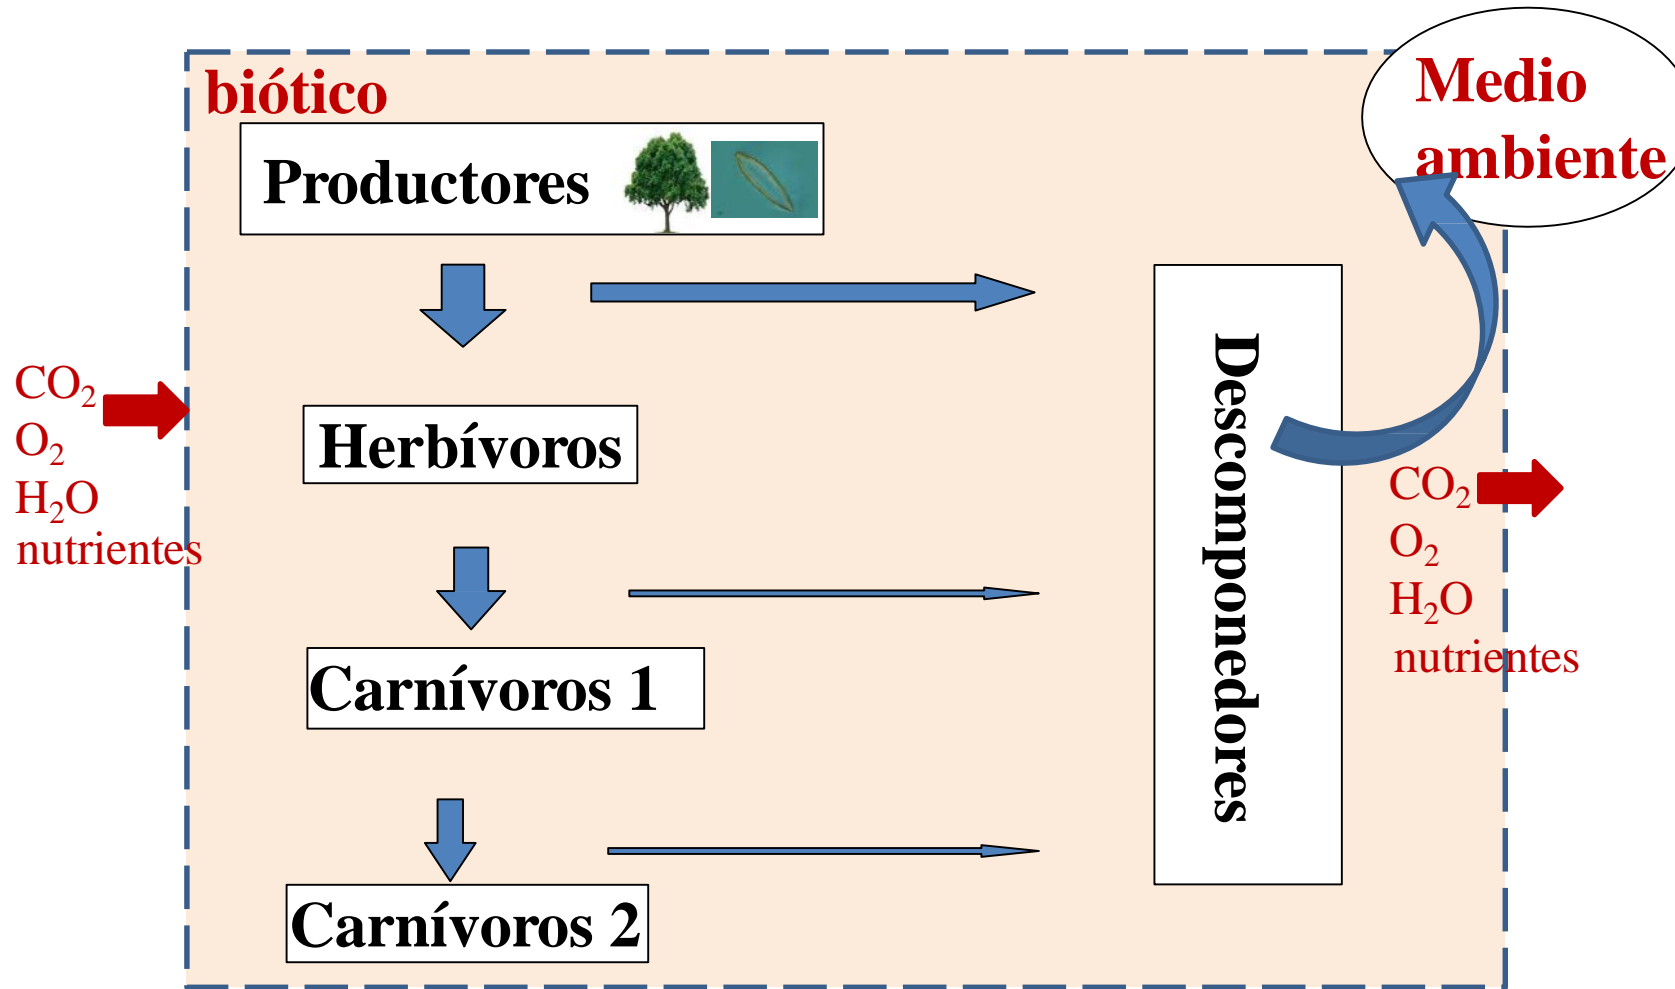 biótico
Medio
ambiente
Productores
CO₂
O₂
H₂O
nutrientes
Herbívoros
Carnívoros 1
Carnívoros 2
Descomponedores
CO₂
O₂
H₂O
nutrientes